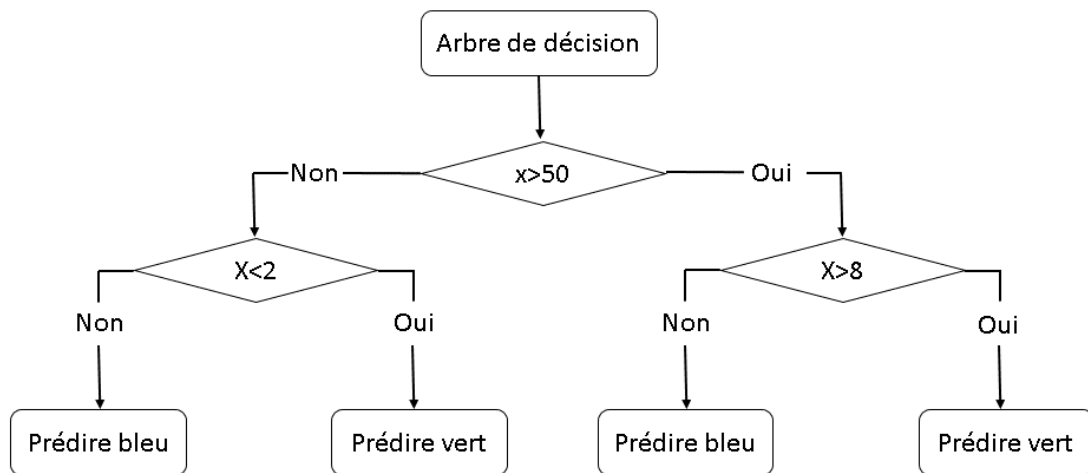 Arbre de décision
Non
x>50
Oui
X<2
X>8
Non
Oui
Non
Oui
Prédire bleu
Prédire vert
Prédire bleu
Prédire vert